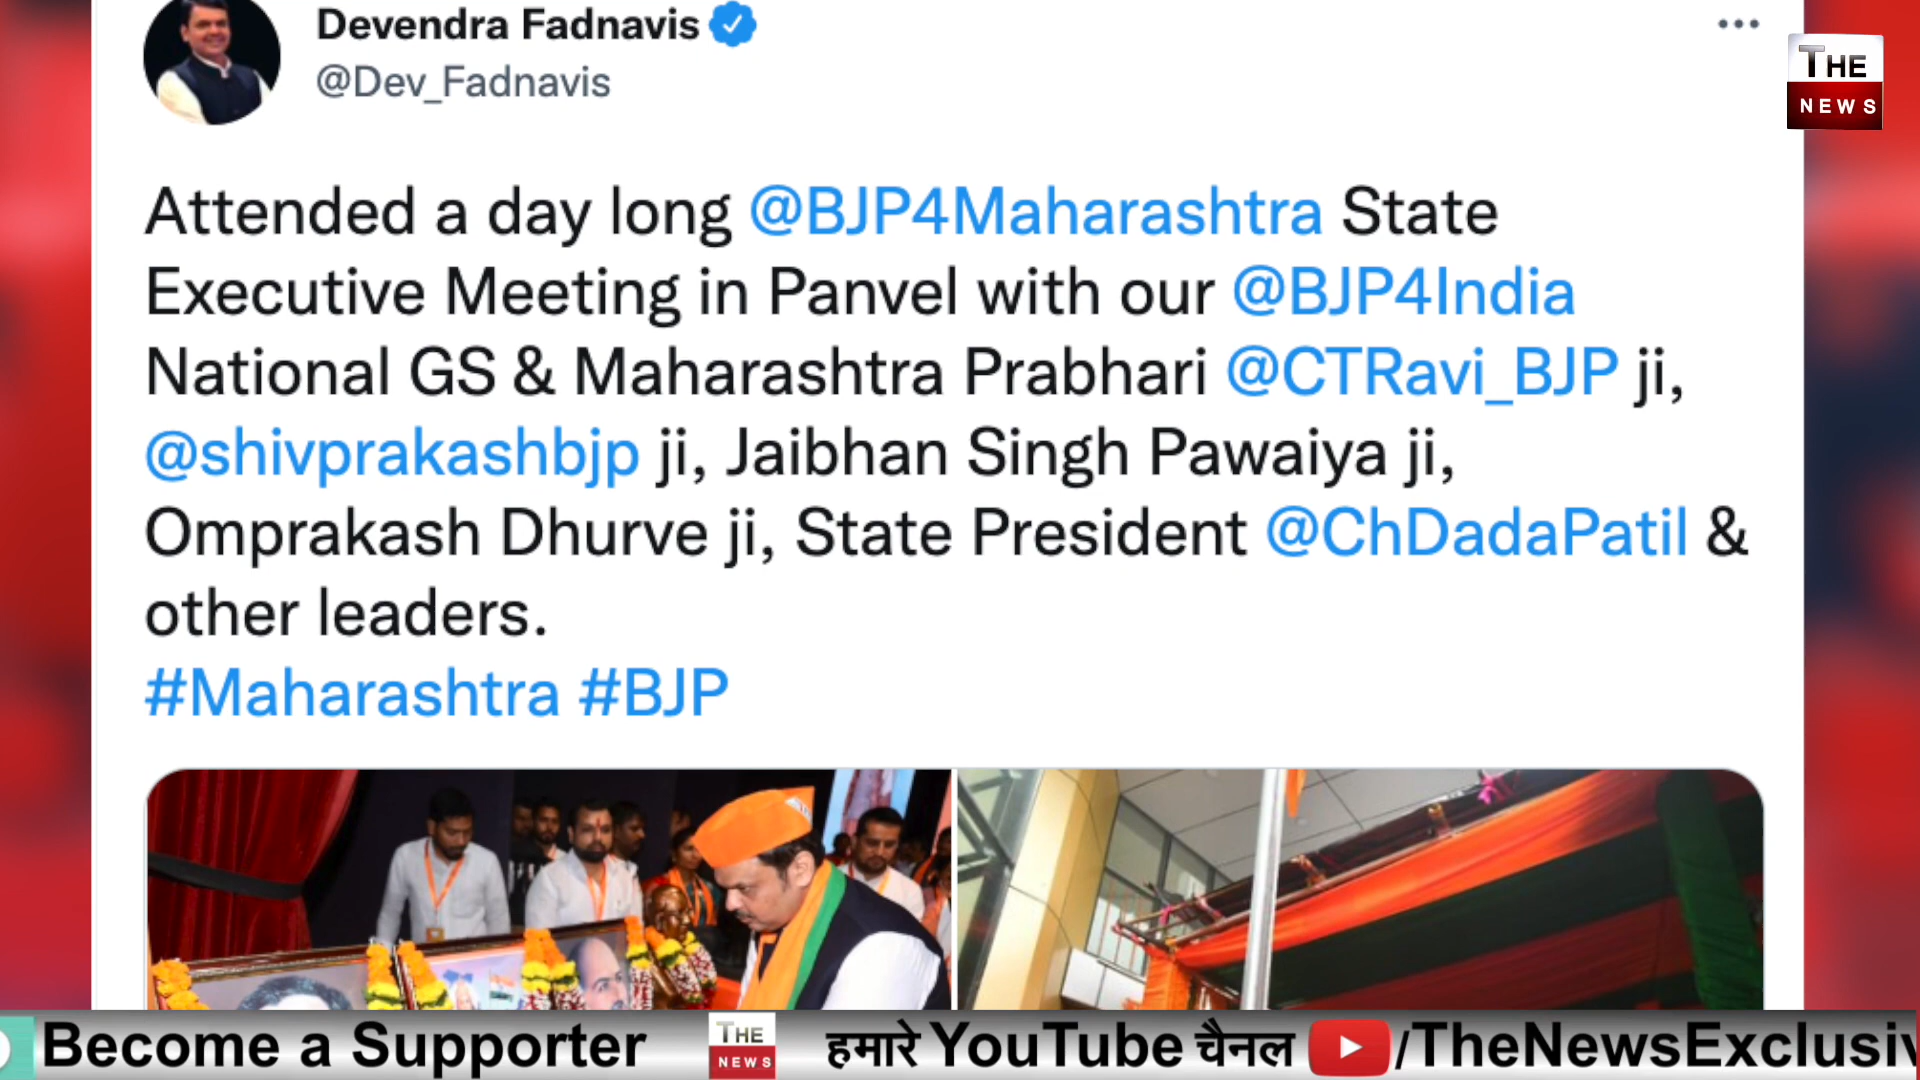 Devendra Fadnavis
@Dev_Fadnavis
THE
NEWS
Attended a day long @BJP4Maharashtra State
Executive Meeting in Panvel with our @BJP4India
National GS & Maharashtra Prabhari @CTRavi_BJP ji,
@shivprakashbjp ji, Jaibhan Singh Pawaiya ji,
Omprakash Dhurve ji, State President @ChDadaPatil &
other leaders.
#Maharashtra #BJP
Become a Supporter THE NEWS हमारे YouTube चैनल /TheNewsExclusiv